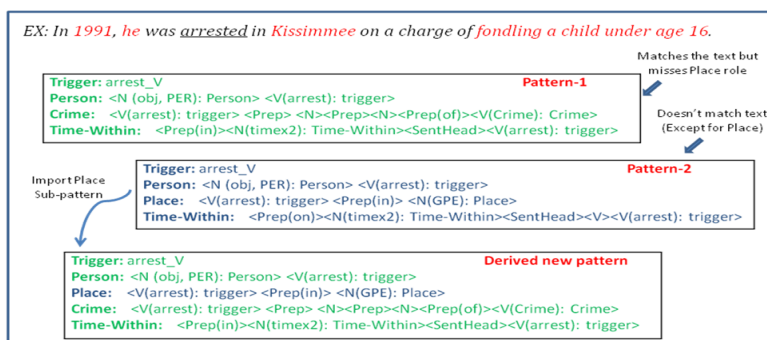 EX: In 1991, he was arrested in Kissimmee on a charge of fondling a child under age 16.
Matches the text but
misses Place role
Trigger: arrest_V Pattern-1
Person: <N (obj, PER): Person> <V(arrest): trigger>
Crime: <V(arrest): trigger> <Prep> <N><Prep><N><Prep(of)><V(Crime): Crime>
Time-Within: <Prep(in)><N(timex2): Time-Within><SentHead><V(arrest): trigger>
Doesn't match text
(Except for Place)
Import Place
Sub-pattern
Trigger: arrest_V Pattern-2
Person: <N (obj, PER): Person> <V(arrest): trigger>
Place: <V(arrest): trigger> <Prep(in)> <N(GPE): Place>
Time-Within: <Prep(on)><N(timex2): Time-Within><SentHead><V><V(arrest): trigger>
Trigger: arrest_V Derived new pattern
Person: <N (obj, PER): Person> <V(arrest): trigger>
Place: <V(arrest): trigger> <Prep(in)> <N(GPE): Place>
Crime: <V(arrest): trigger> <Prep> <N><Prep><N><Prep(of)><V(Crime): Crime>
Time-Within: <Prep(in)><N(timex2): Time-Within><SentHead><V(arrest): trigger>